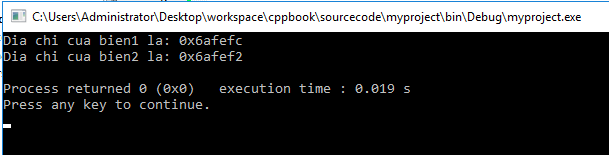 C:\Users\Administrator\Desktop\workspace\cppbook\sourcecode\myproject\bin\Debug\myproject.exe
Dia chi cua bien1 la: 0x6afefc
Dia chi cua bien2 la: 0x6afef2
Process returned 0 (0x0)   execution time : 0.019 s
Press any key to continue.